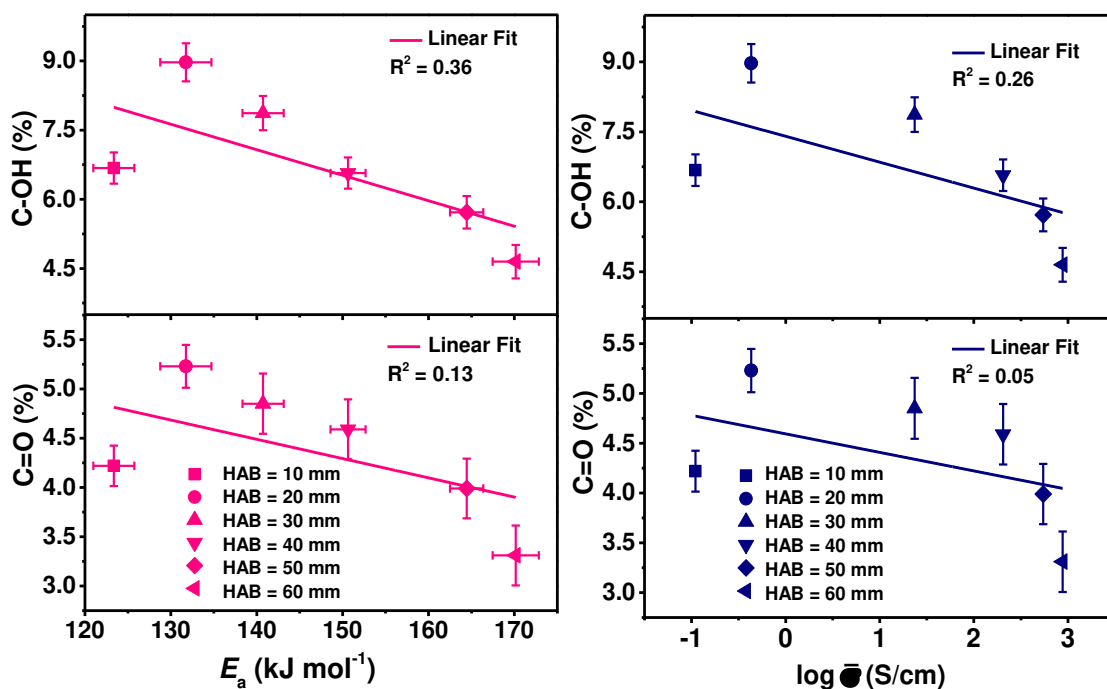 C-OH (%)
9.0
7.5
6.0
4.5
Linear Fit
R² = 0.36
C=O (%)
5.5
5.0
4.5
4.0
3.5
3.0
Linear Fit
R² = 0.13
HAB = 10 mm
HAB = 20 mm
HAB = 30 mm
HAB = 40 mm
HAB = 50 mm
HAB = 60 mm
120 130 140 150 160 170
Eₐ (kJ mol⁻¹)
C-OH (%)
9.0
7.5
6.0
4.5
Linear Fit
R² = 0.26
C=O (%)
5.5
5.0
4.5
4.0
3.5
3.0
Linear Fit
R² = 0.05
HAB = 10 mm
HAB = 20 mm
HAB = 30 mm
HAB = 40 mm
HAB = 50 mm
HAB = 60 mm
-1 0 1 2 3
log σ̄ (S/cm)